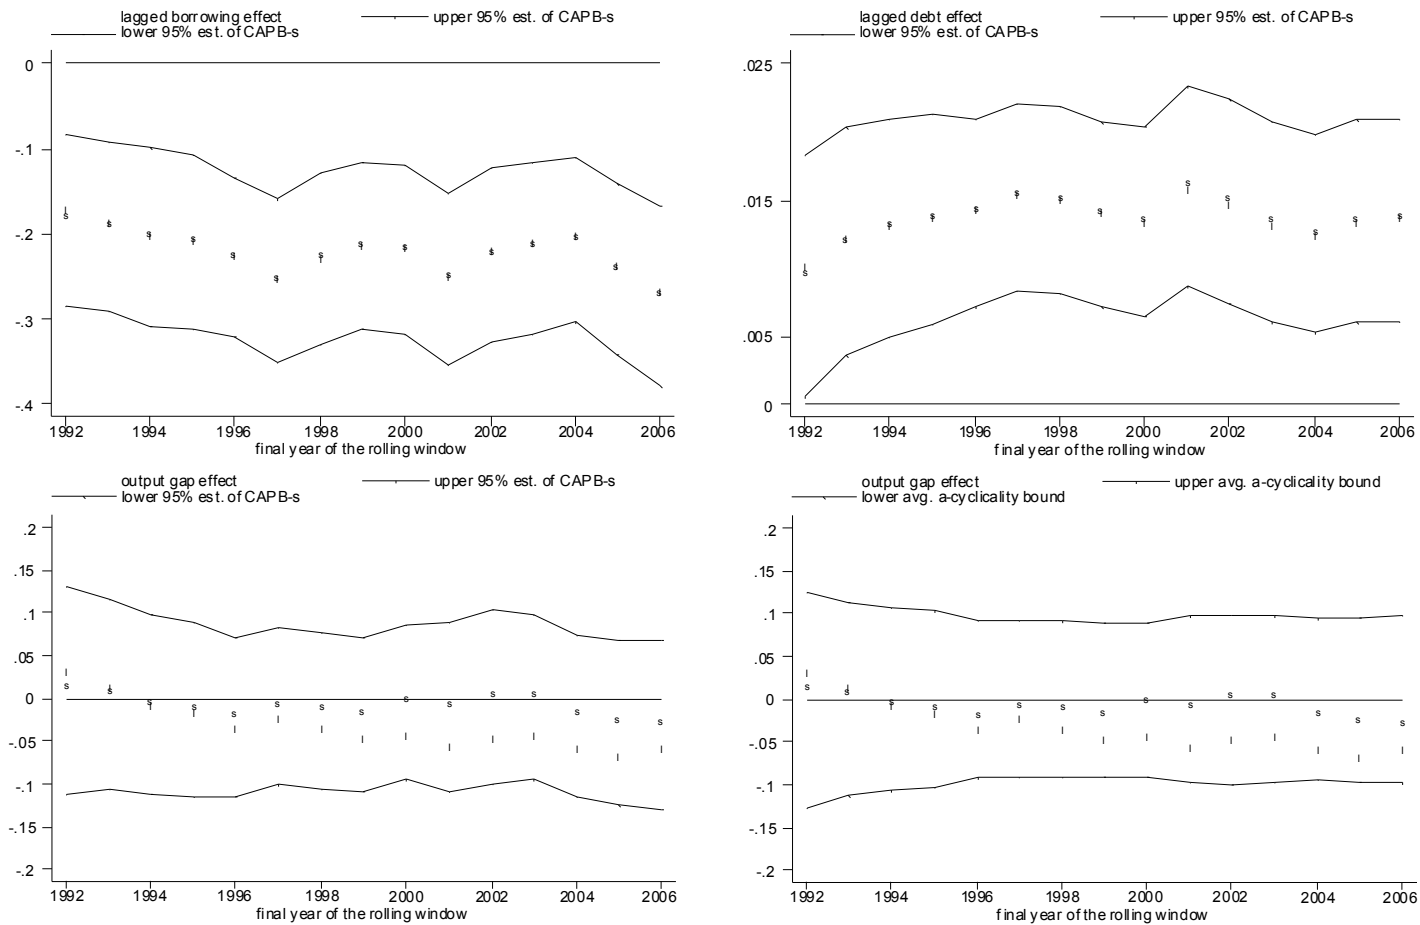 lagged borrowing effect upper 95% est. of CAPB-s
lower 95% est. of CAPB-s
0
-.1
-.2
-.3
-.4
1992 1994 1996 1998 2000 2002 2004 2006
final year of the rolling window
lagged debt effect upper 95% est. of CAPB-s
lower 95% est. of CAPB-s
.025
.015
.005
0
1992 1994 1996 1998 2000 2002 2004 2006
final year of the rolling window
output gap effect upper 95% est. of CAPB-s
lower 95% est. of CAPB-s
.2
.15
.1
.05
0
-.05
-.1
-.15
-.2
1992 1994 1996 1998 2000 2002 2004 2006
final year of the rolling window
output gap effect upper avg. a-cyclicality bound
lower avg. a-cyclicality bound
.2
.15
.1
.05
0
-.05
-.1
-.15
-.2
1992 1994 1996 1998 2000 2002 2004 2006
final year of the rolling window